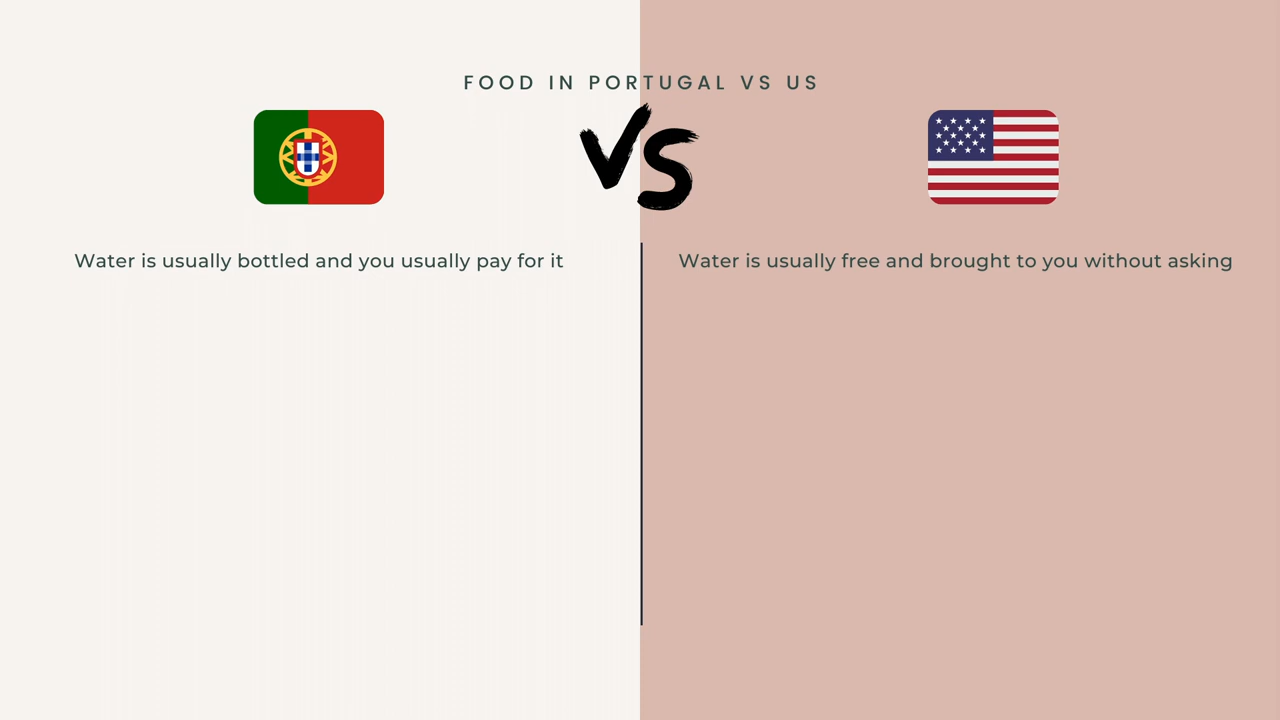 FOOD IN PORTUGAL VS US
VS
Water is usually bottled and you usually pay for it
Water is usually free and brought to you without asking